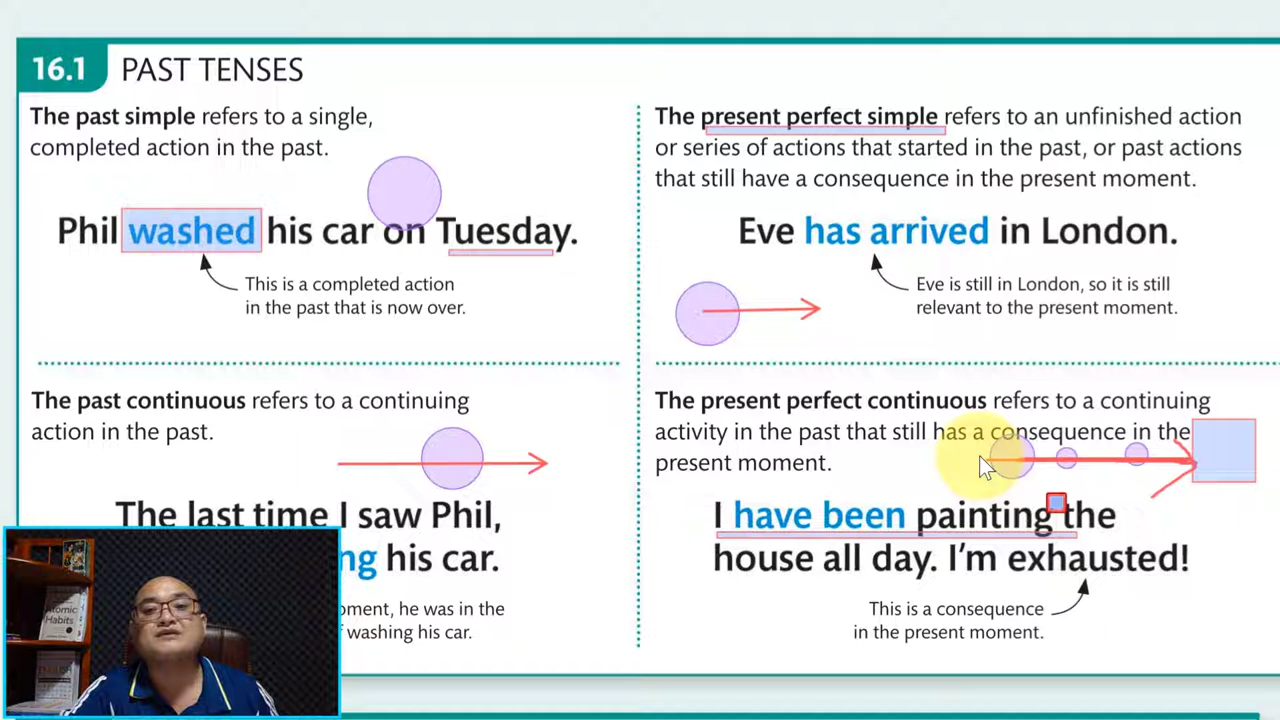 16.1 PAST TENSES
The past simple refers to a single,
completed action in the past.
Phil washed his car on Tuesday.
This is a completed action
in the past that is now over.
The present perfect simple refers to an unfinished action
or series of actions that started in the past, or past actions
that still have a consequence in the present moment.
Eve has arrived in London.
Eve is still in London, so it is still
relevant to the present moment.
The past continuous refers to a continuing
action in the past.
The last time I saw Phil,
ng his car.
oment, he was in the
f washing his car.
The present perfect continuous refers to a continuing
activity in the past that still has a consequence in the
present moment.
I have been painting the
house all day. I'm exhausted!
This is a consequence
in the present moment.
Atomic
Habits